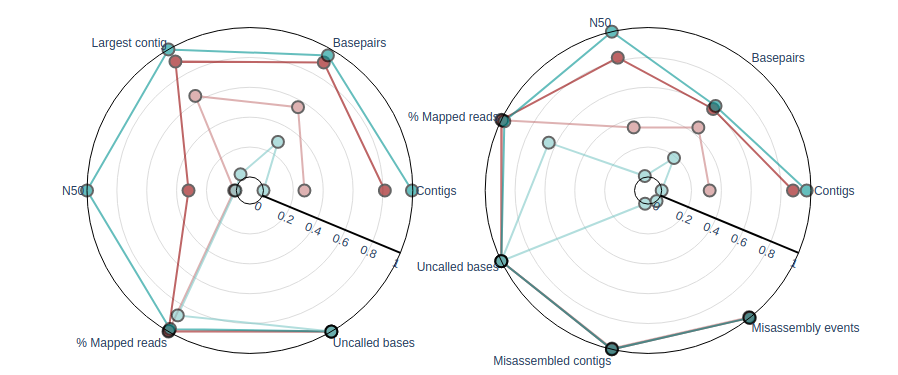 Largest contig
Basepairs
N50
Contigs
0
0.2
0.4
0.6
0.8
1
% Mapped reads
Uncalled bases
N50
Basepairs
% Mapped reads
Contigs
0
0.2
0.4
0.6
0.8
1
Uncalled bases
Misassembly events
Misassembled contigs